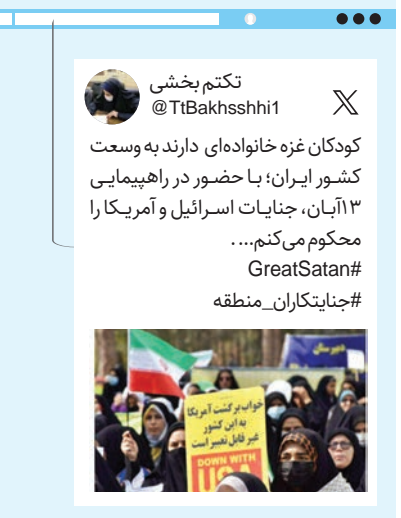 تکتم بخشی
@TtBakhsshhi1
کودکان غزه خانواده‌ای دارند به وسعت
کشور ایران؛ با حضور در راهپیمایی
۱۳آبان، جنایات اسرائیل و آمریکا را
محکوم می‌کنم....
GreatSatan#
#جنایتکاران_منطقه
دبیرستان
خواب برگشت آمریکا
به این کشور
غیر قابل تعبیر است
DOWN WITH
USA